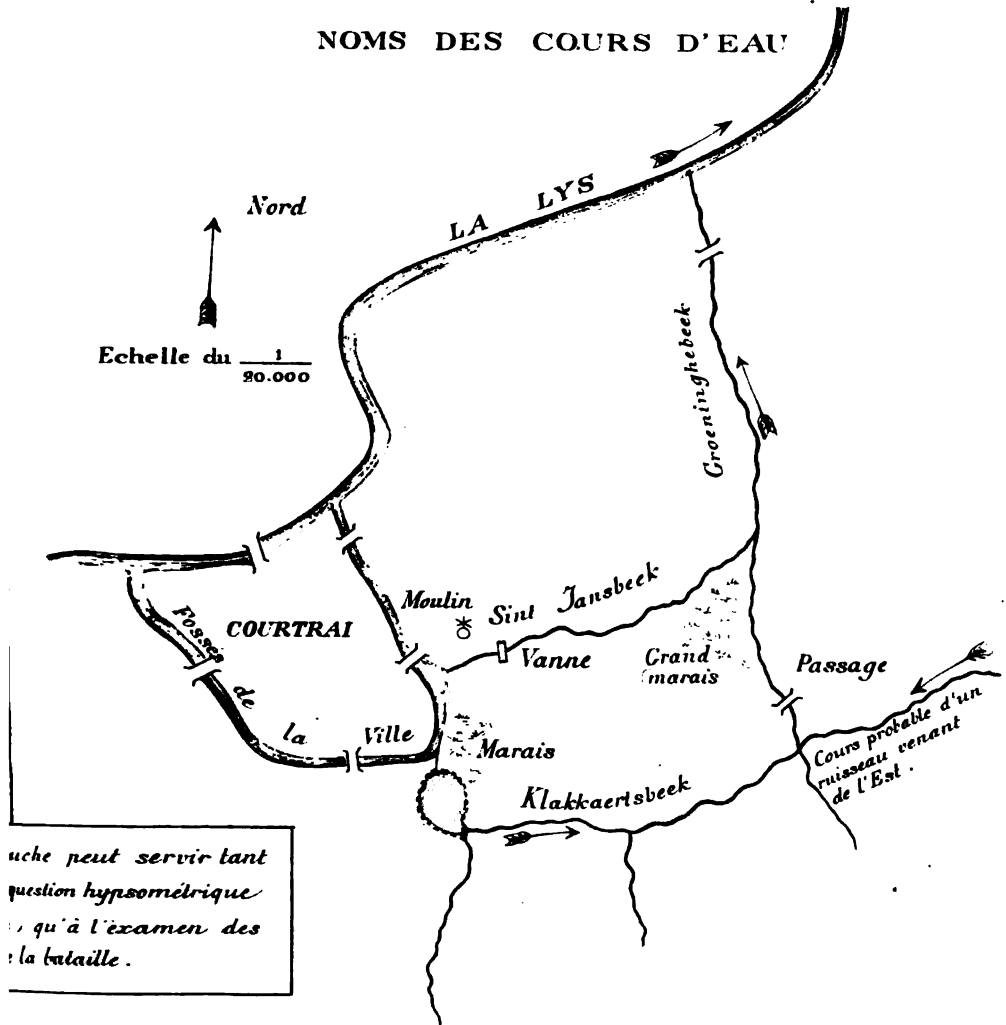 NOMS DES COURS D'EAU
LA LYS
Nord
Echelle du 1/20.000
Groeninghebeek
Moulin
Sint Jansbeek
COURTRAI
Vanne
Grand
marais
Passage
Fosses de la Ville
Marais
Klakkaertsbeek
Cours probable d'un
ruisseau venant
de l'Est.
uche peut servir tant
question hypsométrique
, qu'à l'èxamen des
la bataille.